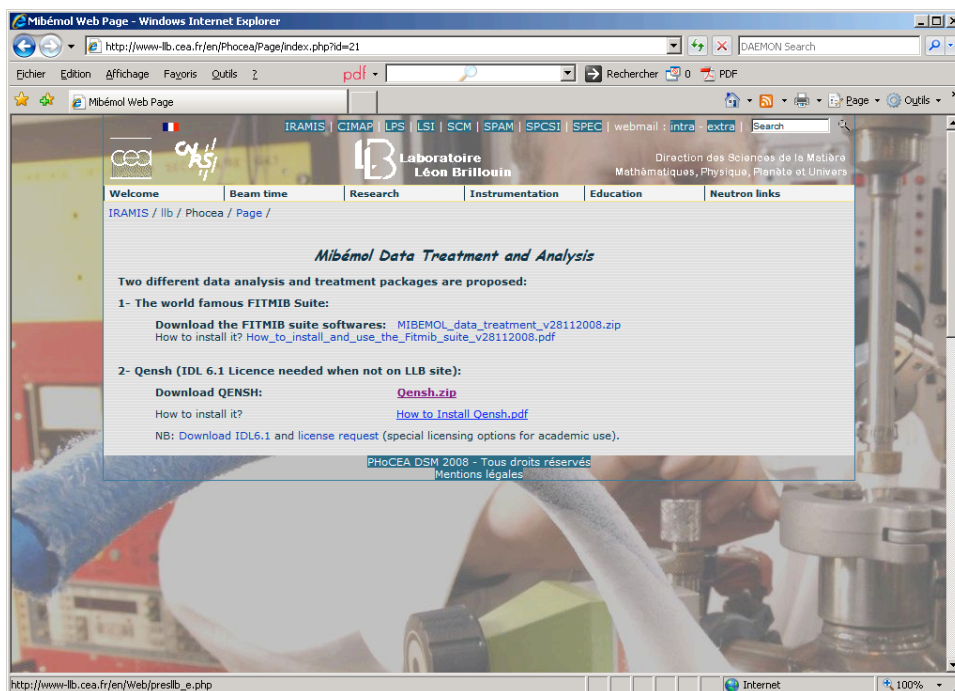 Mibémol Web Page - Windows Internet Explorer
http://www-llb.cea.fr/en/Phocea/Page/index.php?id=21
DAEMON Search
Fichier Edition Affichage Favoris Outils ?
pdf
Rechercher 0 PDF
Mibémol Web Page
Page Outils
IRAMIS | CIMAP | LPS | LSI | SCM | SPAM | SPCSI | SPEC | webmail : intra - extra | Search
cea CNRS
LLB Laboratoire Léon Brillouin
Direction des Sciences de la Matière
Mathématiques, Physique, Planète et Univers
Welcome Beam time Research Instrumentation Education Neutron links
IRAMIS / llb / Phocea / Page /
Mibémol Data Treatment and Analysis
Two different data analysis and treatment packages are proposed:
1- The world famous FITMIB Suite:
Download the FITMIB suite softwares: MIBEMOL_data_treatment_v28112008.zip
How to install it? How_to_install_and_use_the_Fitmib_suite_v28112008.pdf
2- Qensh (IDL 6.1 Licence needed when not on LLB site):
Download QENSH: Qensh.zip
How to install it? How to Install Qensh.pdf
NB: Download IDL6.1 and license request (special licensing options for academic use).
PHoCEA DSM 2008 - Tous droits réservés
Mentions légales
http://www-llb.cea.fr/en/Web/presllb_e.php
Internet 100%